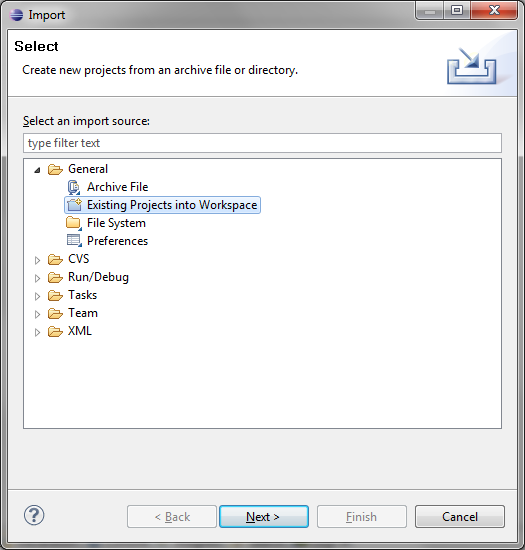 Import
Select
Create new projects from an archive file or directory.
Select an import source:
type filter text
General
Archive File
Existing Projects into Workspace
File System
Preferences
CVS
Run/Debug
Tasks
Team
XML
? < Back Next > Finish Cancel